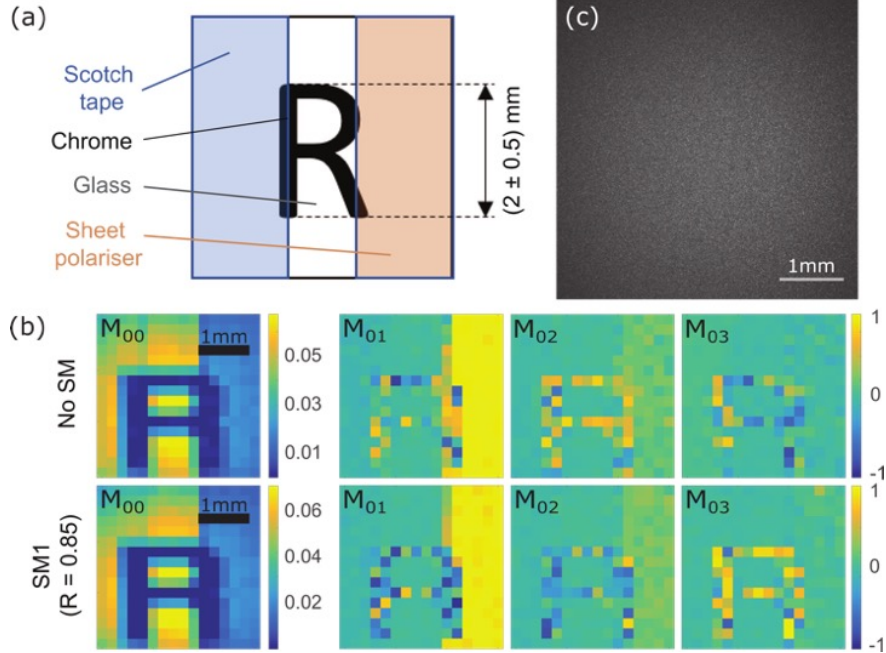 (a)
Scotch
tape
Chrome
Glass
Sheet
polariser
R
(2 ± 0.5) mm
(c)
1mm
(b)
No SM
M00
1mm
0.05
0.03
0.01
M01
M02
M03
1
0
-1
SM1
(R = 0.85)
M00
1mm
0.06
0.04
0.02
M01
M02
M03
1
0
-1